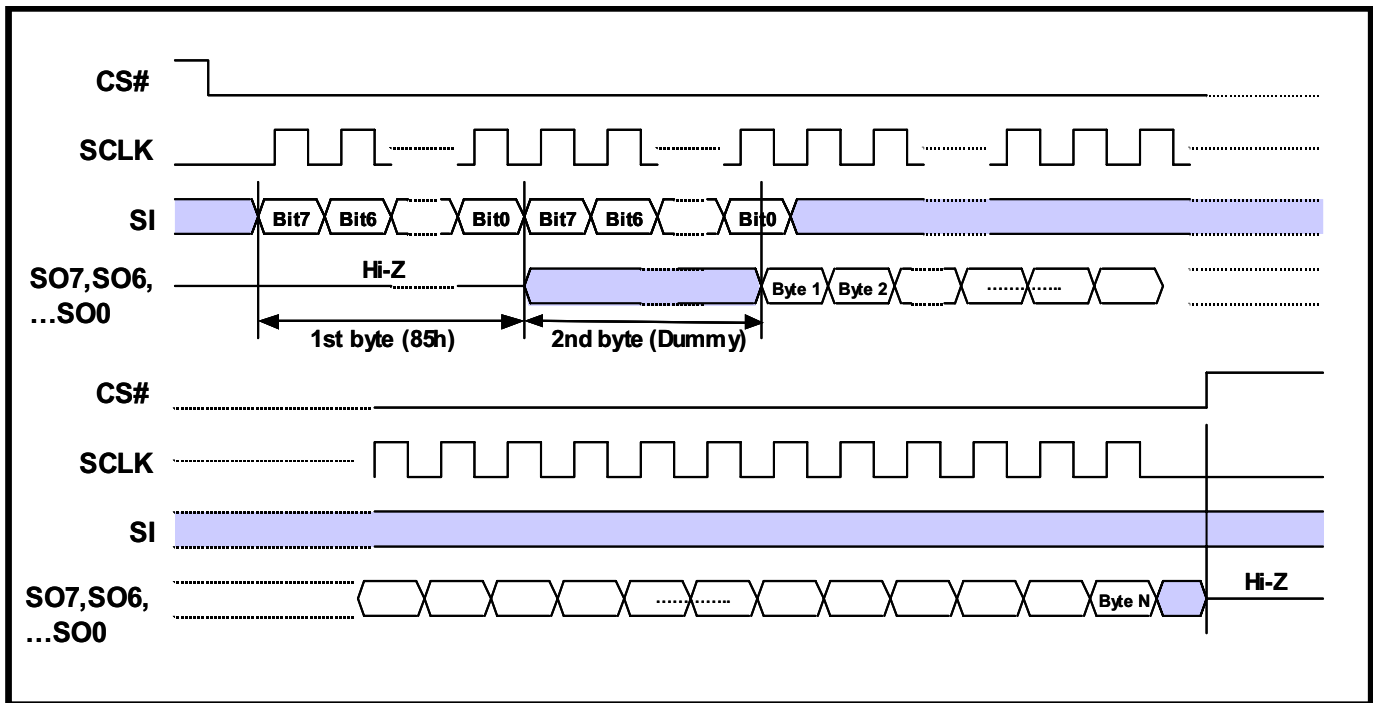 CS#
SCLK
SI Bit7 Bit6 Bit0 Bit7 Bit6 Bit0
SO7,SO6,
...SO0
Hi-Z
Byte 1 Byte 2
1st byte (85h) 2nd byte (Dummy)
CS#
SCLK
SI
SO7,SO6,
...SO0
Byte N
Hi-Z